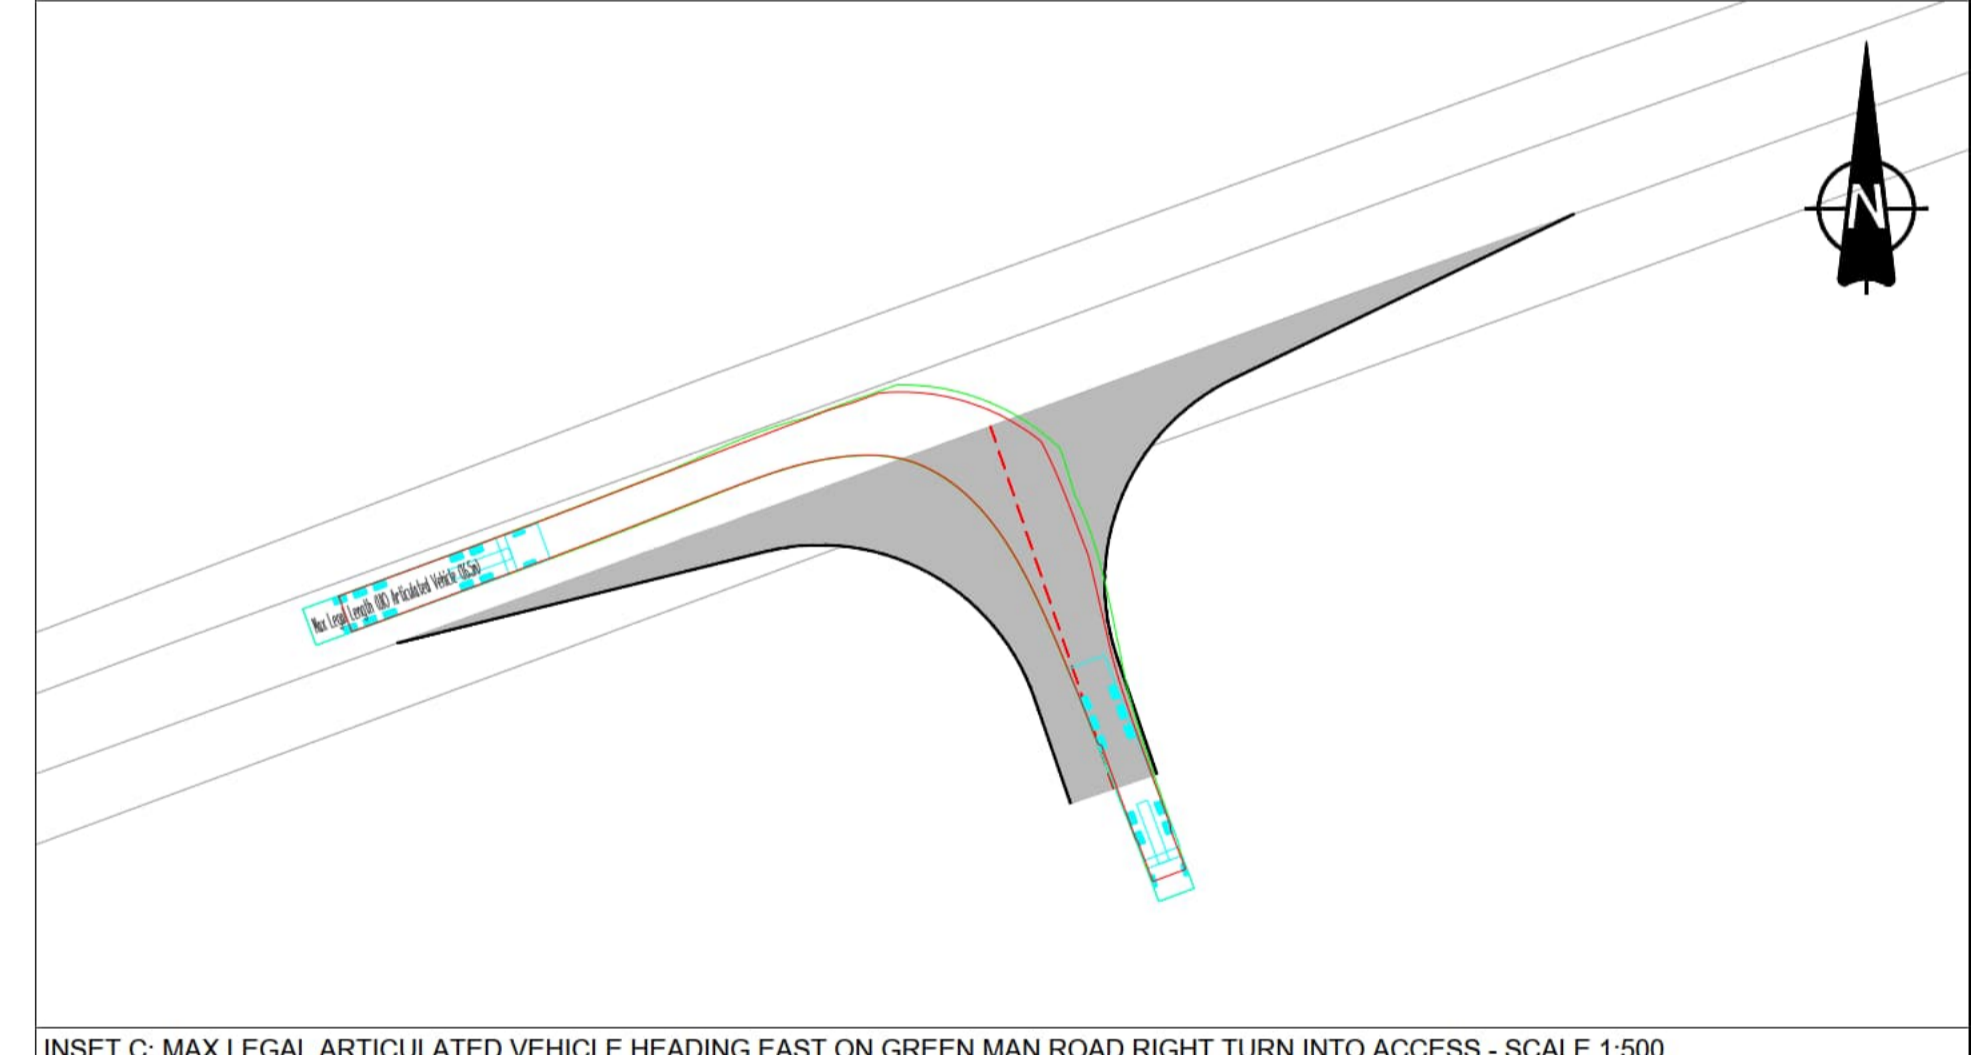 N
Max Legal Length (UK) Articulated Vehicle (16.5m)
INSET C: MAX LEGAL ARTICULATED VEHICLE HEADING EAST ON GREEN MAN ROAD RIGHT TURN INTO ACCESS - SCALE 1:500